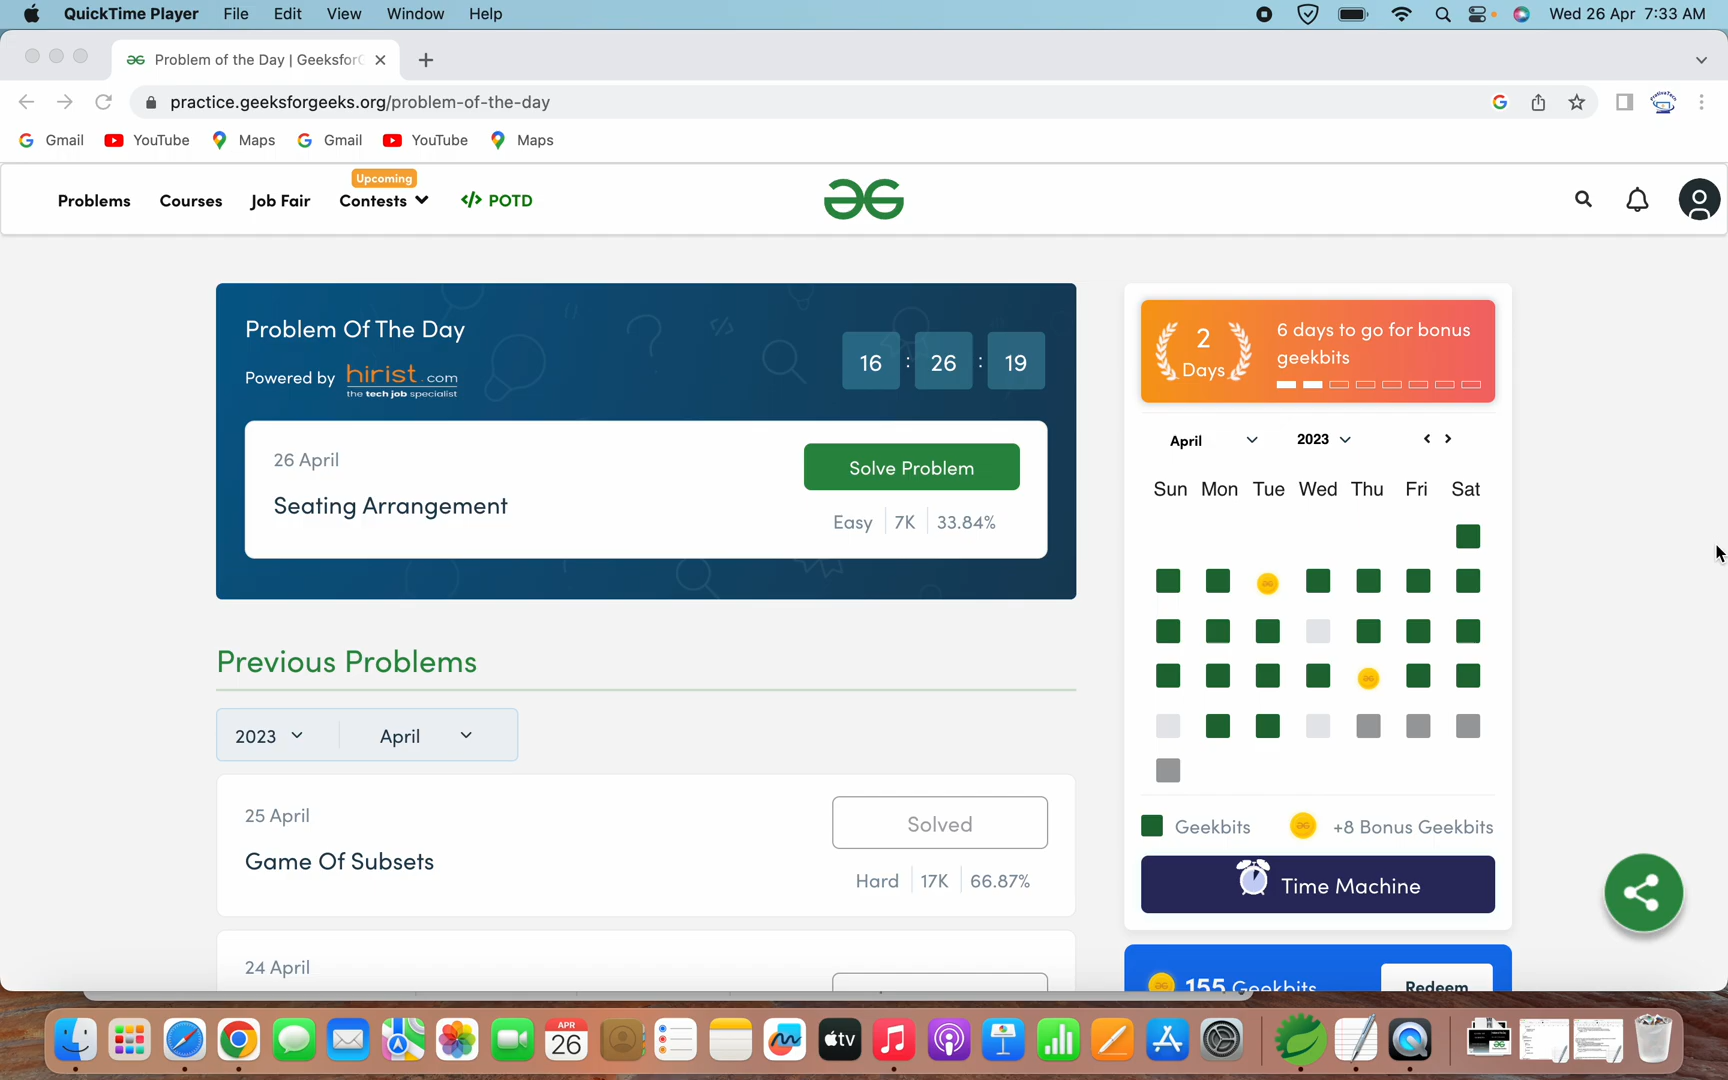 QuickTime Player File Edit View Window Help Wed 26 Apr 7:33 AM
Problem of the Day | Geeksfor
practice.geeksforgeeks.org/problem-of-the-day
Gmail YouTube Maps Gmail YouTube Maps
Upcoming
Problems Courses Job Fair Contests </> POTD
Problem Of The Day
Powered by hirist.com
the tech job specialist
16 : 26 : 19
26 April
Solve Problem
Seating Arrangement
Easy 7K 33.84%
Previous Problems
2023 April
25 April
Solved
Game Of Subsets
Hard 17K 66.87%
24 April
2
Days
6 days to go for bonus
geekbits
April 2023 < >
Sun Mon Tue Wed Thu Fri Sat
Geekbits +8 Bonus Geekbits
Time Machine
155 Geekbits Redeem
APR
26
tv